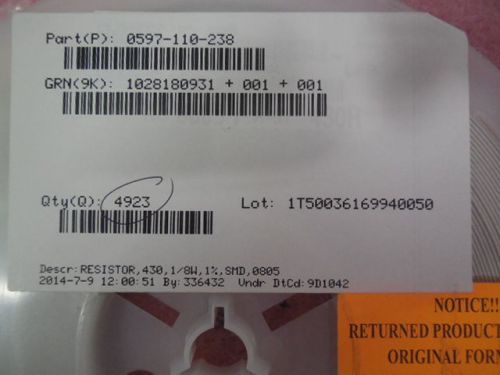 Part(P): 0597-110-238
GRN(9K): 1028180931 + 001 + 001
Qty(Q): 4923 Lot: 1T50036169940050
Descr:RESISTOR,430,1/8W,1%,SMD,0805
2014-7-9 12:00:51 By:336432 Vndr DtCd:9D1042
NOTICE!!
RETURNED PRODUCT
ORIGINAL FORM